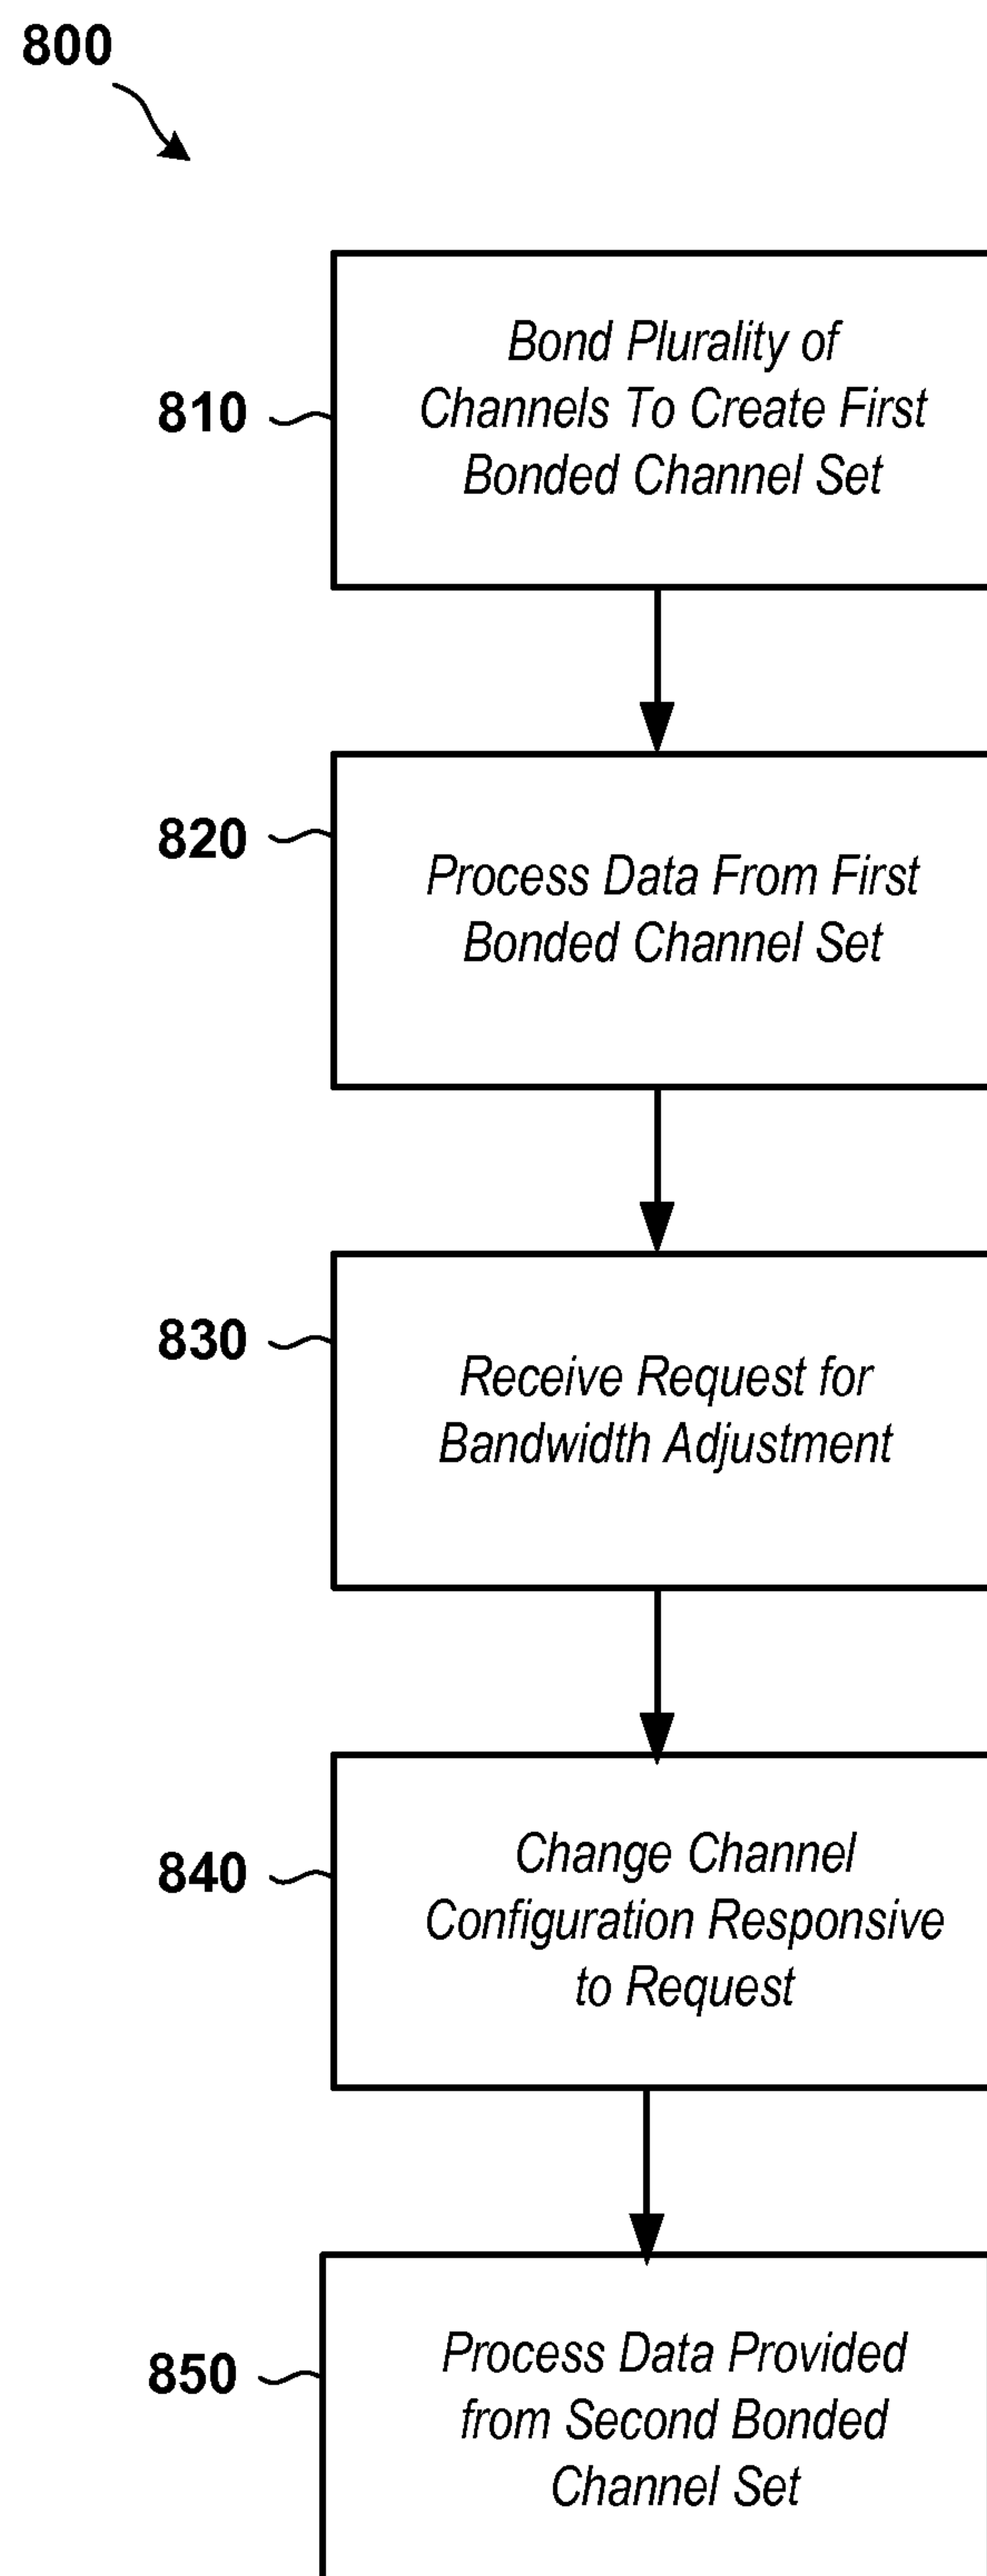 800
810
Bond Plurality of
Channels To Create First
Bonded Channel Set
820
Process Data From First
Bonded Channel Set
830
Receive Request for
Bandwidth Adjustment
840
Change Channel
Configuration Responsive
to Request
850
Process Data Provided
from Second Bonded
Channel Set